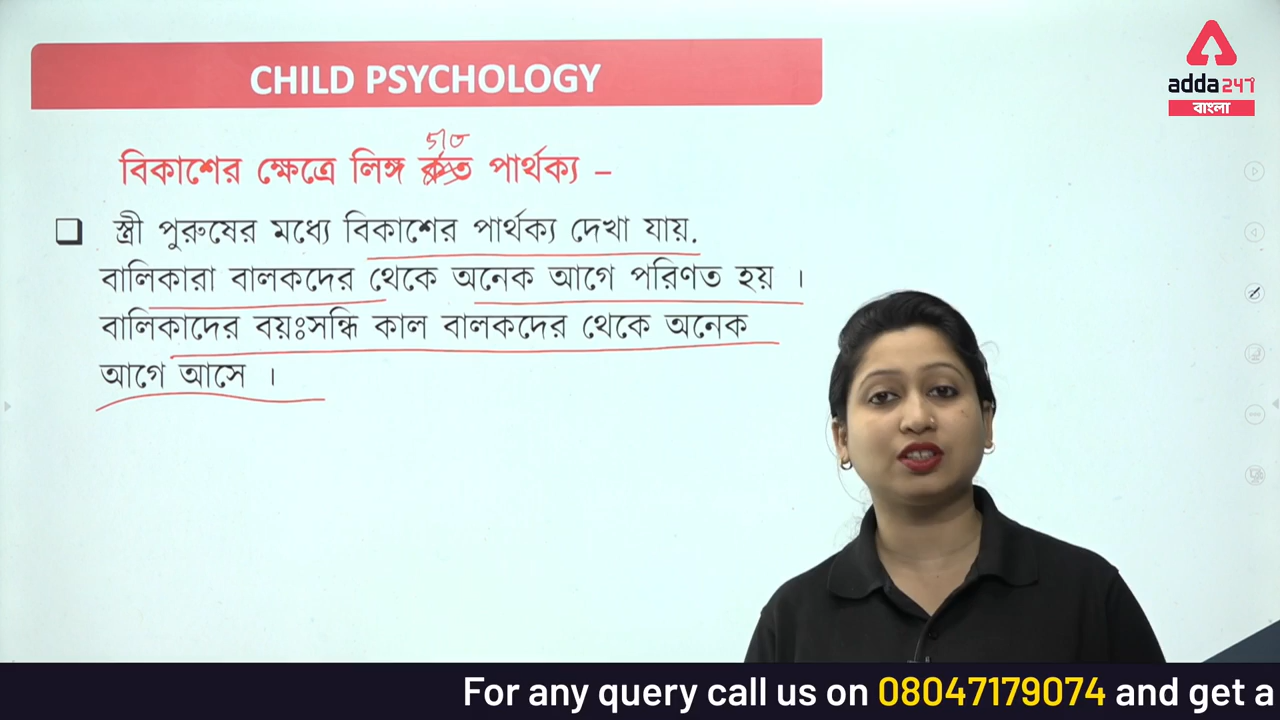 CHILD PSYCHOLOGY
adda247
বাংলা
গত
বিকাশের ক্ষেত্রে লিঙ্গ পার্থক্য –
স্ত্রী পুরুষের মধ্যে বিকাশের পার্থক্য দেখা যায়.
বালিকারা বালকদের থেকে অনেক আগে পরিণত হয় ।
বালিকাদের বয়ঃসন্ধি কাল বালকদের থেকে অনেক
আগে আসে ।
For any query call us on 08047179074 and get a